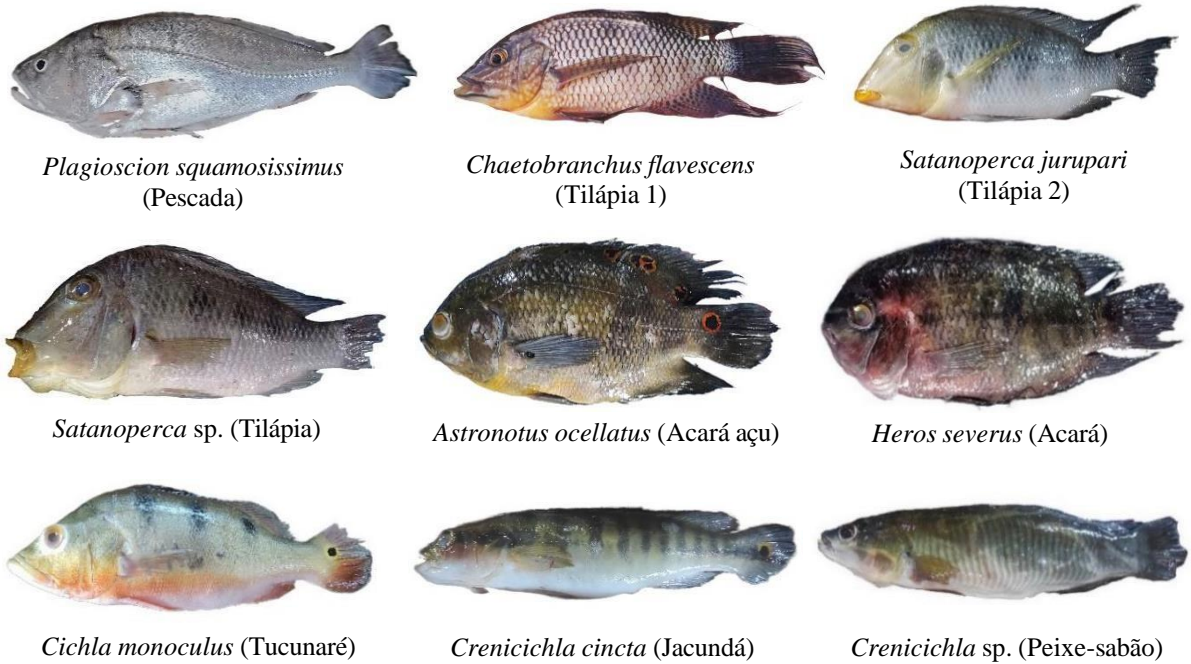 Plagioscion squamosissimus
(Pescada)
Chaetobranchus flavescens
(Tilápia 1)
Satanoperca jurupari
(Tilápia 2)
Satanoperca sp. (Tilápia)
Astronotus ocellatus (Acará açu)
Heros severus (Acará)
Cichla monoculus (Tucunaré)
Crenicichla cincta (Jacundá)
Crenicichla sp. (Peixe-sabão)